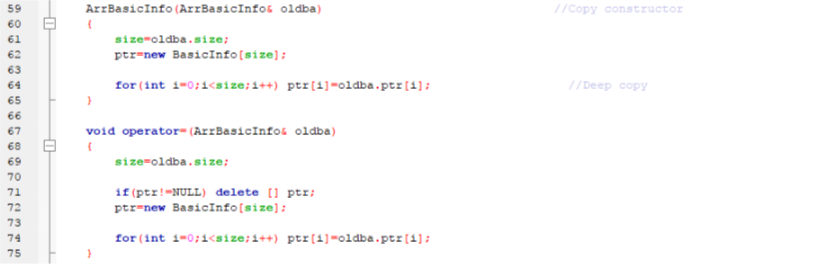 59 ArrBasicInfo(ArrBasicInfo& oldba) //Copy constructor
60 {
61 size=oldba.size;
62 ptr=new BasicInfo[size];
63
64 for(int i=0;i<size;i++) ptr[i]=oldba.ptr[i]; //Deep copy
65 }
66
67 void operator=(ArrBasicInfo& oldba)
68 {
69 size=oldba.size;
70
71 if(ptr!=NULL) delete [] ptr;
72 ptr=new BasicInfo[size];
73
74 for(int i=0;i<size;i++) ptr[i]=oldba.ptr[i];
75 }